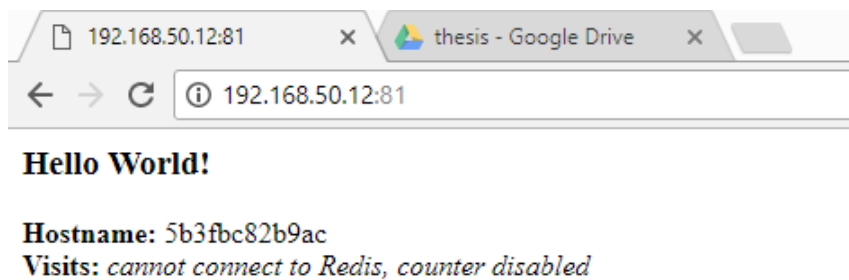 192.168.50.12:81
thesis - Google Drive
192.168.50.12:81
Hello World!
Hostname: 5b3fbc82b9ac
Visits: cannot connect to Redis, counter disabled